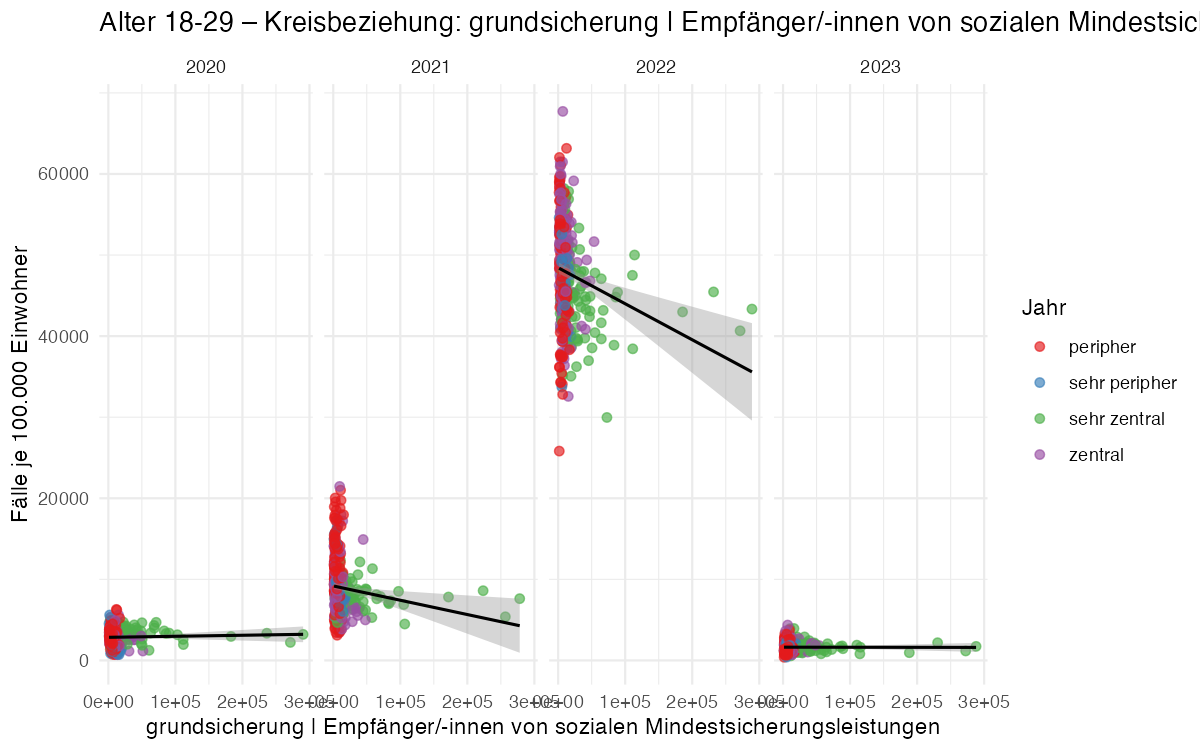 Alter 18-29 – Kreisbeziehung: grundsicherung | Empfänger/-innen von sozialen Mindestsic
2020 2021 2022 2023
Fälle je 100.000 Einwohner
60000
40000
20000
0
0e+00 1e+05 2e+05 3e+05 0e+00 1e+05 2e+05 3e+05 0e+00 1e+05 2e+05 3e+05 0e+00 1e+05 2e+05 3e+05
grundsicherung | Empfänger/-innen von sozialen Mindestsicherungsleistungen
Jahr
peripher
sehr peripher
sehr zentral
zentral